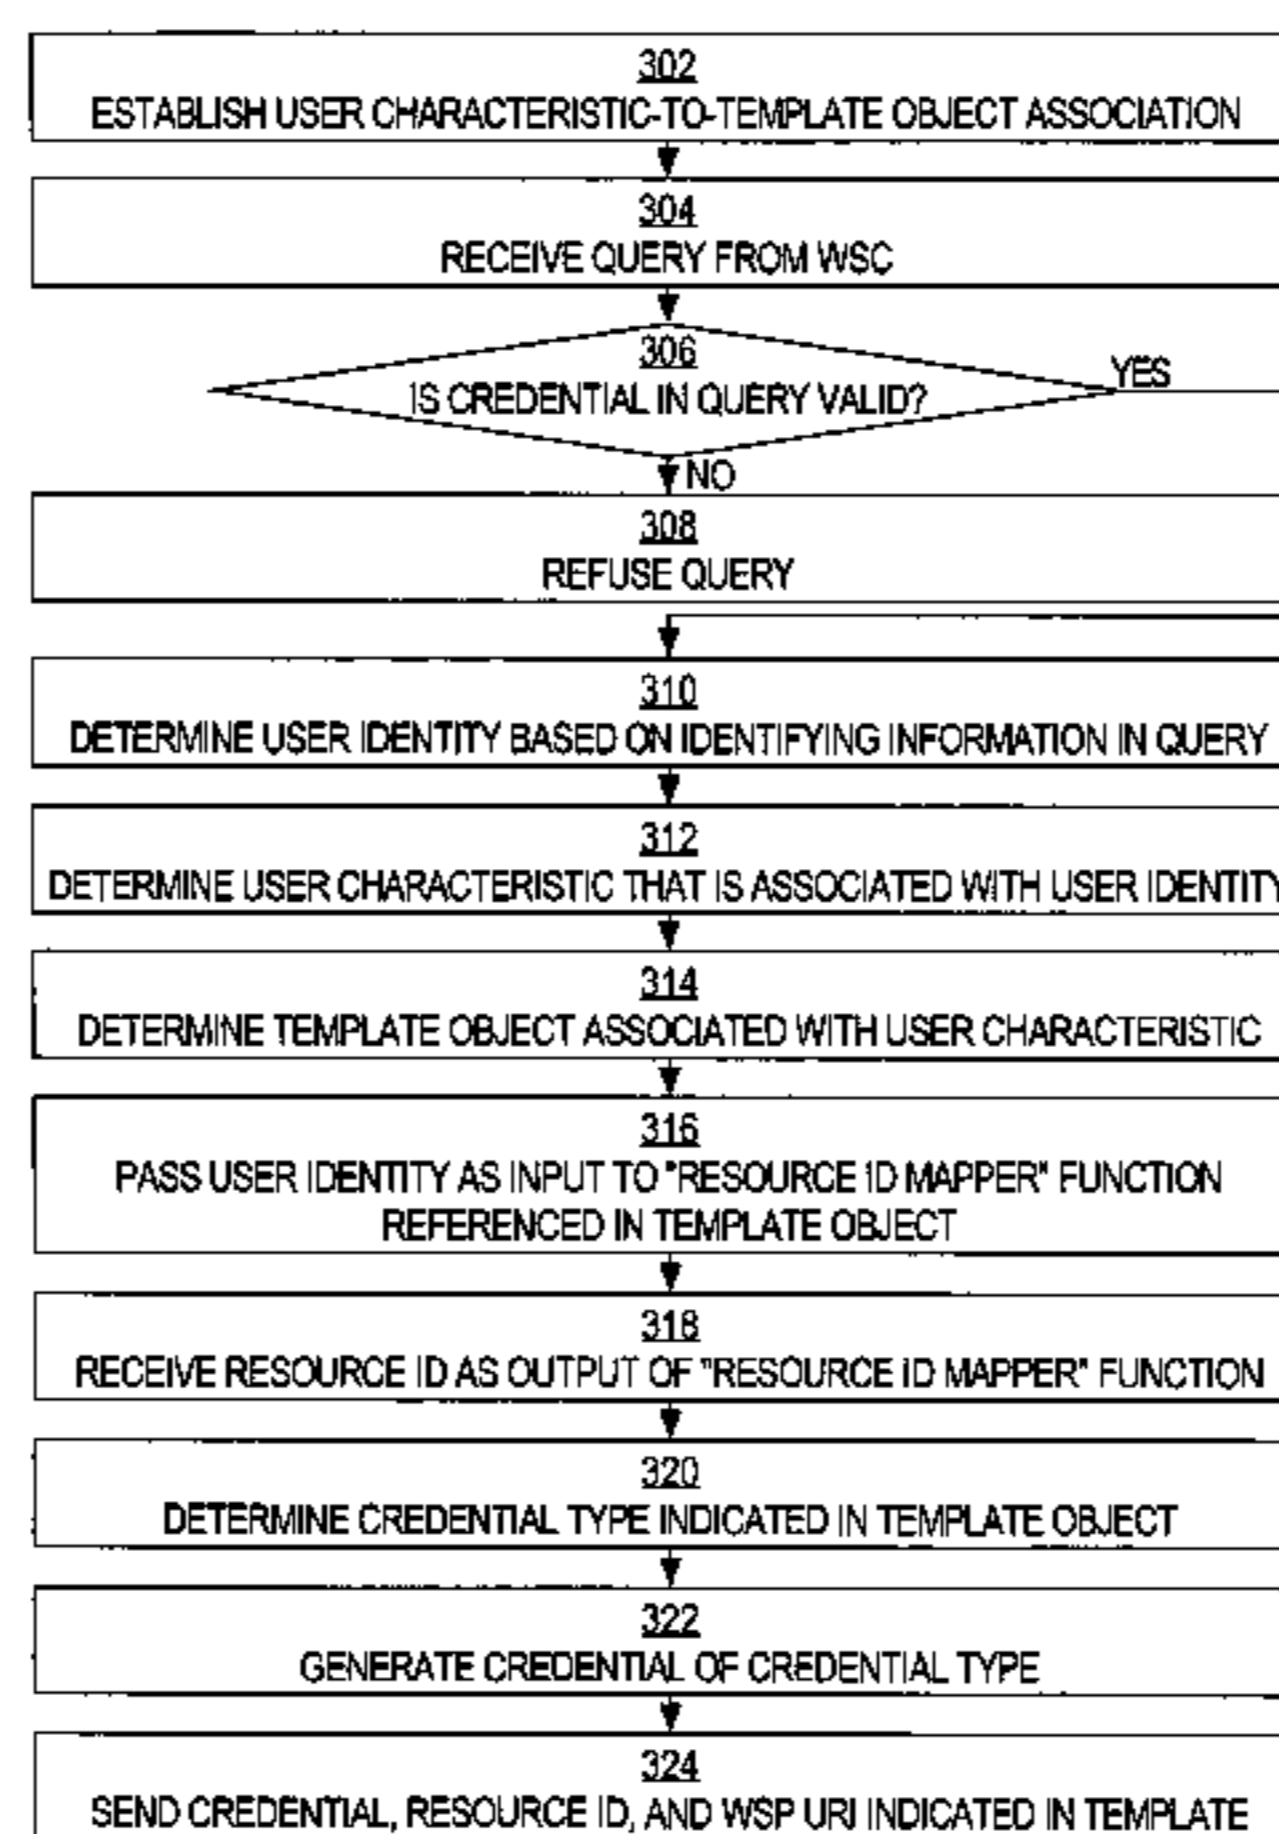 302
ESTABLISH USER CHARACTERISTIC-TO-TEMPLATE OBJECT ASSOCIATION
304
RECEIVE QUERY FROM WSC
306
IS CREDENTIAL IN QUERY VALID?
YES
NO
308
REFUSE QUERY
310
DETERMINE USER IDENTITY BASED ON IDENTIFYING INFORMATION IN QUERY
312
DETERMINE USER CHARACTERISTIC THAT IS ASSOCIATED WITH USER IDENTITY
314
DETERMINE TEMPLATE OBJECT ASSOCIATED WITH USER CHARACTERISTIC
316
PASS USER IDENTITY AS INPUT TO "RESOURCE ID MAPPER" FUNCTION
REFERENCED IN TEMPLATE OBJECT
318
RECEIVE RESOURCE ID AS OUTPUT OF "RESOURCE ID MAPPER" FUNCTION
320
DETERMINE CREDENTIAL TYPE INDICATED IN TEMPLATE OBJECT
322
GENERATE CREDENTIAL OF CREDENTIAL TYPE
324
SEND CREDENTIAL, RESOURCE ID, AND WSP URI INDICATED IN TEMPLATE